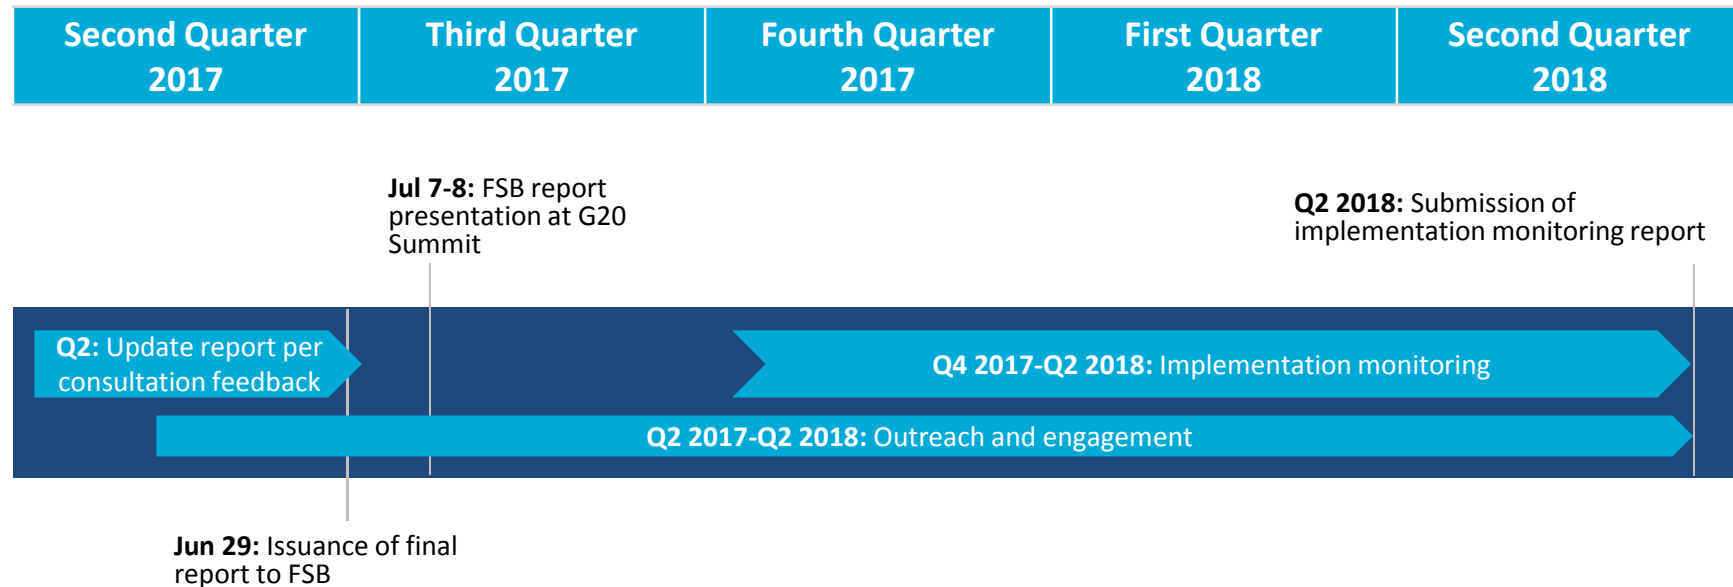 Second Quarter
2017
Third Quarter
2017
Fourth Quarter
2017
First Quarter
2018
Second Quarter
2018
Jul 7-8: FSB report
presentation at G20
Summit
Q2 2018: Submission of
implementation monitoring report
Q2: Update report per
consultation feedback
Q4 2017-Q2 2018: Implementation monitoring
Q2 2017-Q2 2018: Outreach and engagement
Jun 29: Issuance of final
report to FSB